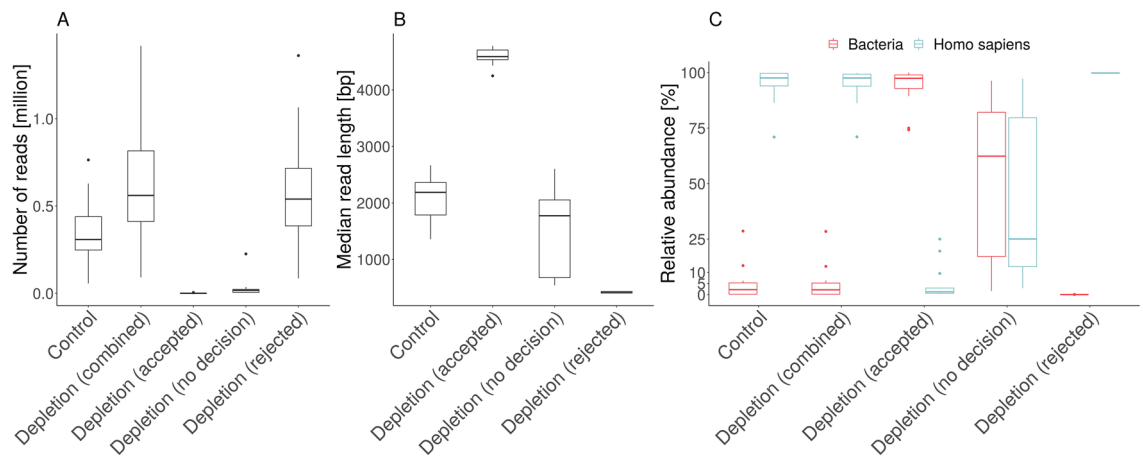 A
Number of reads [million]
1.0
0.5
0.0
Control
Depletion (combined)
Depletion (accepted)
Depletion (no decision)
Depletion (rejected)
B
Median read length [bp]
4000
3000
2000
1000
Control
Depletion (accepted)
Depletion (no decision)
Depletion (rejected)
C
Bacteria Homo sapiens
Relative abundance [%]
100
75
50
25
10
5
0
Control
Depletion (combined)
Depletion (accepted)
Depletion (no decision)
Depletion (rejected)